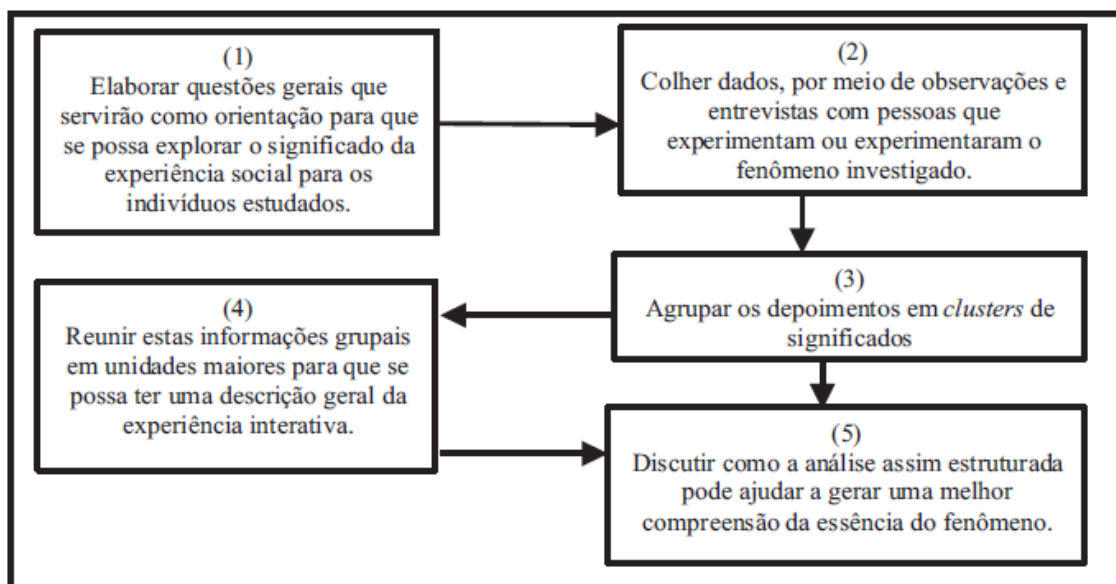 (1)
Elaborar questões gerais que
servirão como orientação para que
se possa explorar o significado da
experiência social para os
indivíduos estudados.
(2)
Colher dados, por meio de observações e
entrevistas com pessoas que
experimentam ou experimentaram o
fenômeno investigado.
(3)
Agrupar os depoimentos em clusters de
significados
(4)
Reunir estas informações grupais
em unidades maiores para que se
possa ter uma descrição geral da
experiência interativa.
(5)
Discutir como a análise assim estruturada
pode ajudar a gerar uma melhor
compreensão da essência do fenômeno.